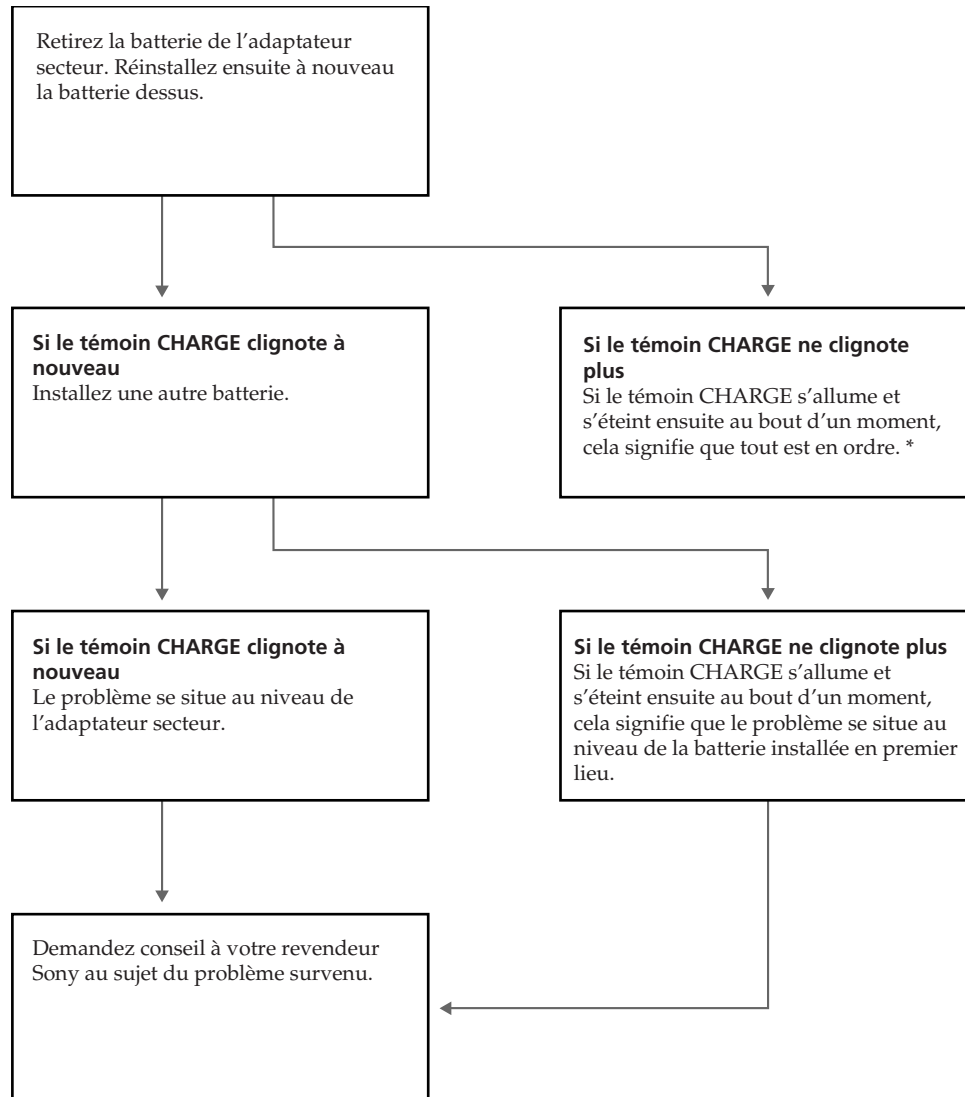 Retirez la batterie de l’adaptateur
secteur. Réinstallez ensuite à nouveau
la batterie dessus.
Si le témoin CHARGE clignote à
nouveau
Installez une autre batterie.
Si le témoin CHARGE ne clignote
plus
Si le témoin CHARGE s’allume et
s’éteint ensuite au bout d’un moment,
cela signifie que tout est en ordre. *
Si le témoin CHARGE clignote à
nouveau
Le problème se situe au niveau de
l’adaptateur secteur.
Si le témoin CHARGE ne clignote plus
Si le témoin CHARGE s’allume et
s’éteint ensuite au bout d’un moment,
cela signifie que le problème se situe au
niveau de la batterie installée en premier
lieu.
Demandez conseil à votre revendeur
Sony au sujet du problème survenu.